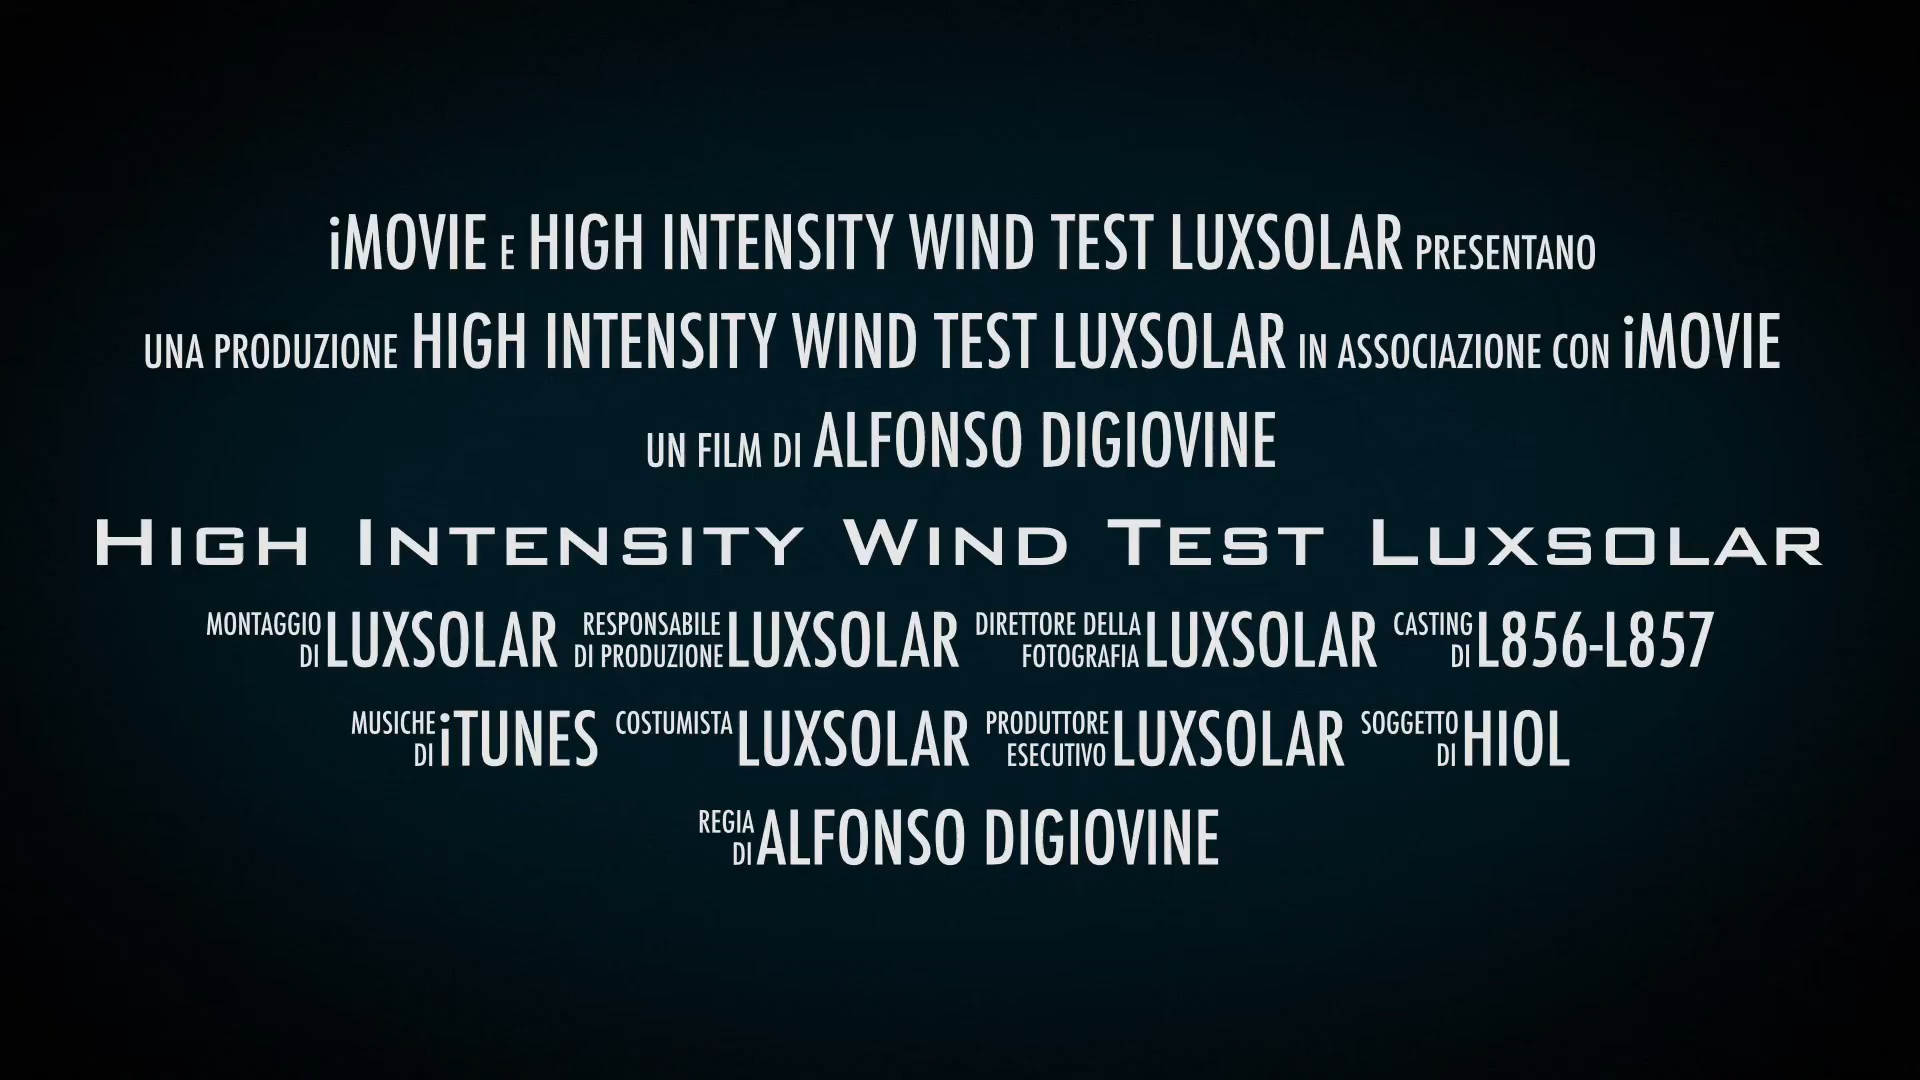 iMOVIE E HIGH INTENSITY WIND TEST LUXSOLAR PRESENTANO
UNA PRODUZIONE HIGH INTENSITY WIND TEST LUXSOLAR IN ASSOCIAZIONE CON iMOVIE
UN FILM DI ALFONSO DIGIOVINE
HIGH INTENSITY WIND TEST LUXSOLAR
MONTAGGIO DI LUXSOLAR RESPONSABILE DI PRODUZIONE LUXSOLAR DIRETTORE DELLA FOTOGRAFIA LUXSOLAR CASTING DI L856-L857
MUSICHE DI iTUNES COSTUMISTA LUXSOLAR PRODUTTORE ESECUTIVO LUXSOLAR SOGGETTO DI HIOL
REGIA DI ALFONSO DIGIOVINE